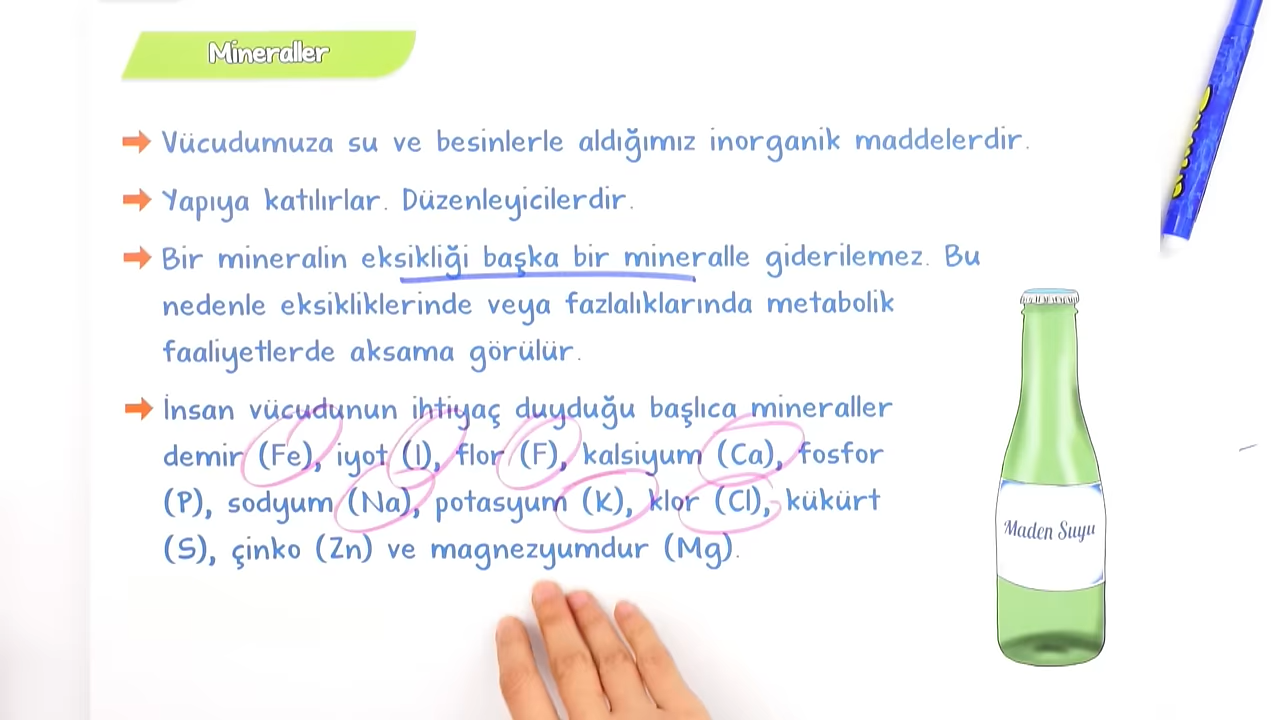 Mineraller
Vücudumuza su ve besinlerle aldığımız inorganik maddelerdir.
Yapıya katılırlar. Düzenleyicilerdir.
Bir mineralin eksikliği başka bir mineralle giderilemez. Bu
nedenle eksikliklerinde veya fazlalıklarında metabolik
faaliyetlerde aksama görülür.
İnsan vücudunun ihtiyaç duyduğu başlıca mineraller
demir (Fe), iyot (I), flor (F), kalsiyum (Ca), fosfor
(P), sodyum (Na), potasyum (K), klor (Cl), kükürt
(S), çinko (Zn) ve magnezyumdur (Mg).
Maden Suyu